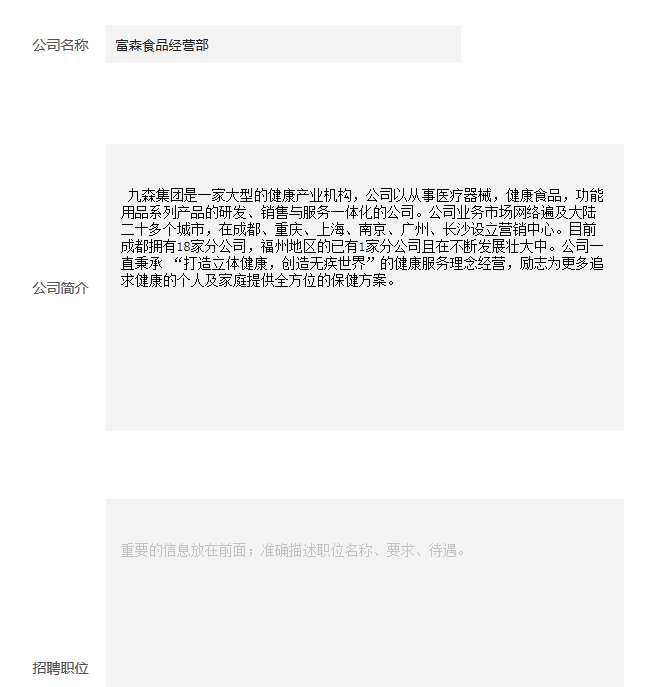 公司名称
富森食品经营部
九森集团是一家大型的健康产业机构，公司以从事医疗器械，健康食品，功能
用品系列产品的研发、销售与服务一体化的公司。公司业务市场网络遍及大陆
二十多个城市，在成都、重庆、上海、南京、广州、长沙设立营销中心。目前
成都拥有18家分公司，福州地区的已有1家分公司且在不断发展壮大中。公司一
直秉承 “打造立体健康，创造无疾世界”的健康服务理念经营，励志为更多追
求健康的个人及家庭提供全方位的保健方案。
公司简介
重要的信息放在前面；准确描述职位名称、要求、待遇。
招聘职位